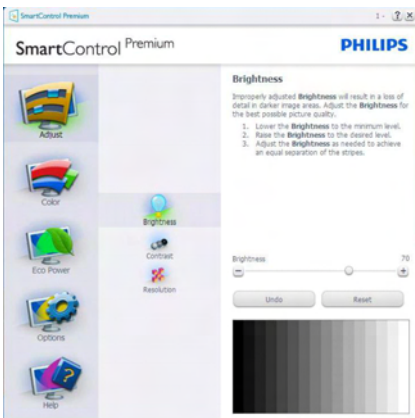 SmartControl Premium
1 -
?
SmartControl Premium
PHILIPS
Adjust
Color
Eco Power
Options
Help
Brightness
Contrast
Resolution
Brightness
Improperly adjusted Brightness will result in a loss of
detail in darker image areas. Adjust the Brightness for
the best possible picture quality.
1. Lower the Brightness to the minimum level.
2. Raise the Brightness to the desired level.
3. Adjust the Brightness as needed to achieve
an equal separation of the stripes.
Brightness 70
Undo
Reset